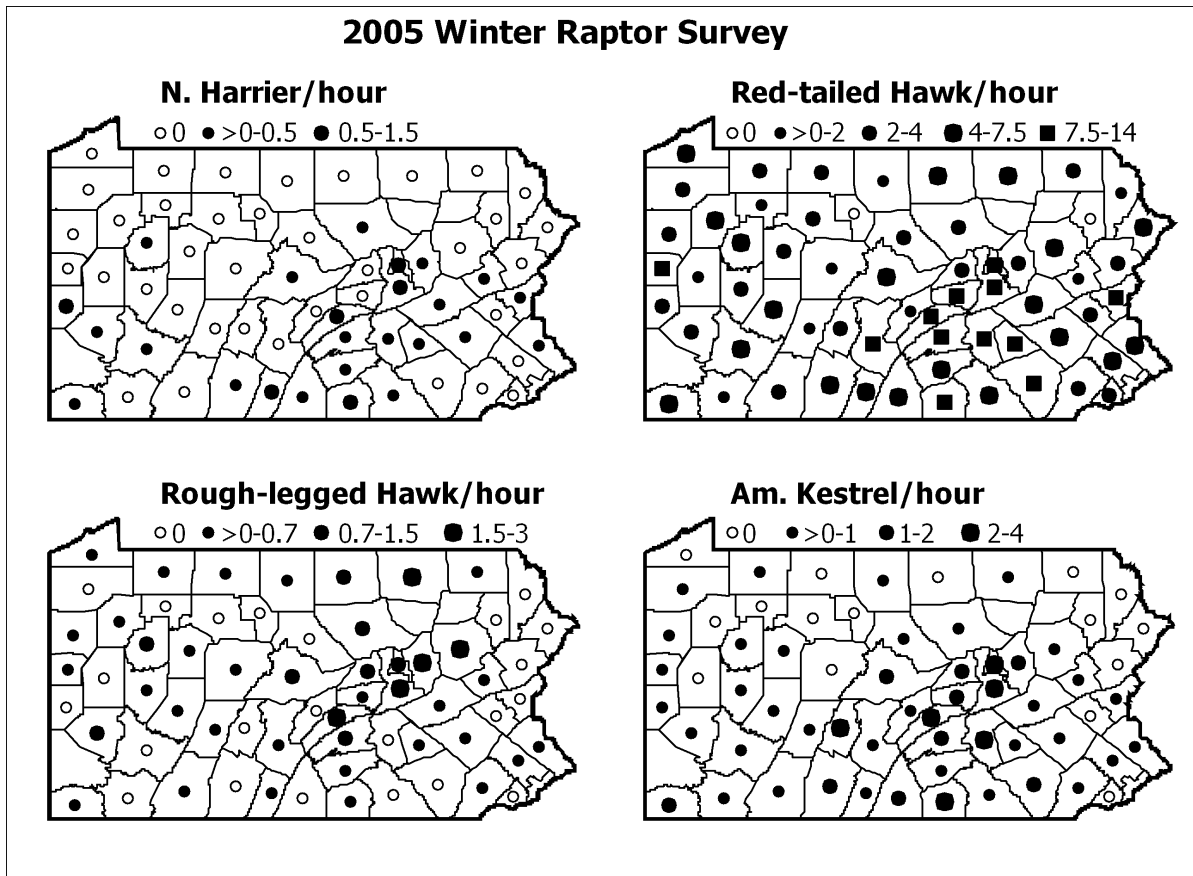 2005 Winter Raptor Survey
N. Harrier/hour
0 >0-0.5 0.5-1.5
Red-tailed Hawk/hour
0 >0-2 2-4 4-7.5 7.5-14
Rough-legged Hawk/hour
0 >0-0.7 0.7-1.5 1.5-3
Am. Kestrel/hour
0 >0-1 1-2 2-4